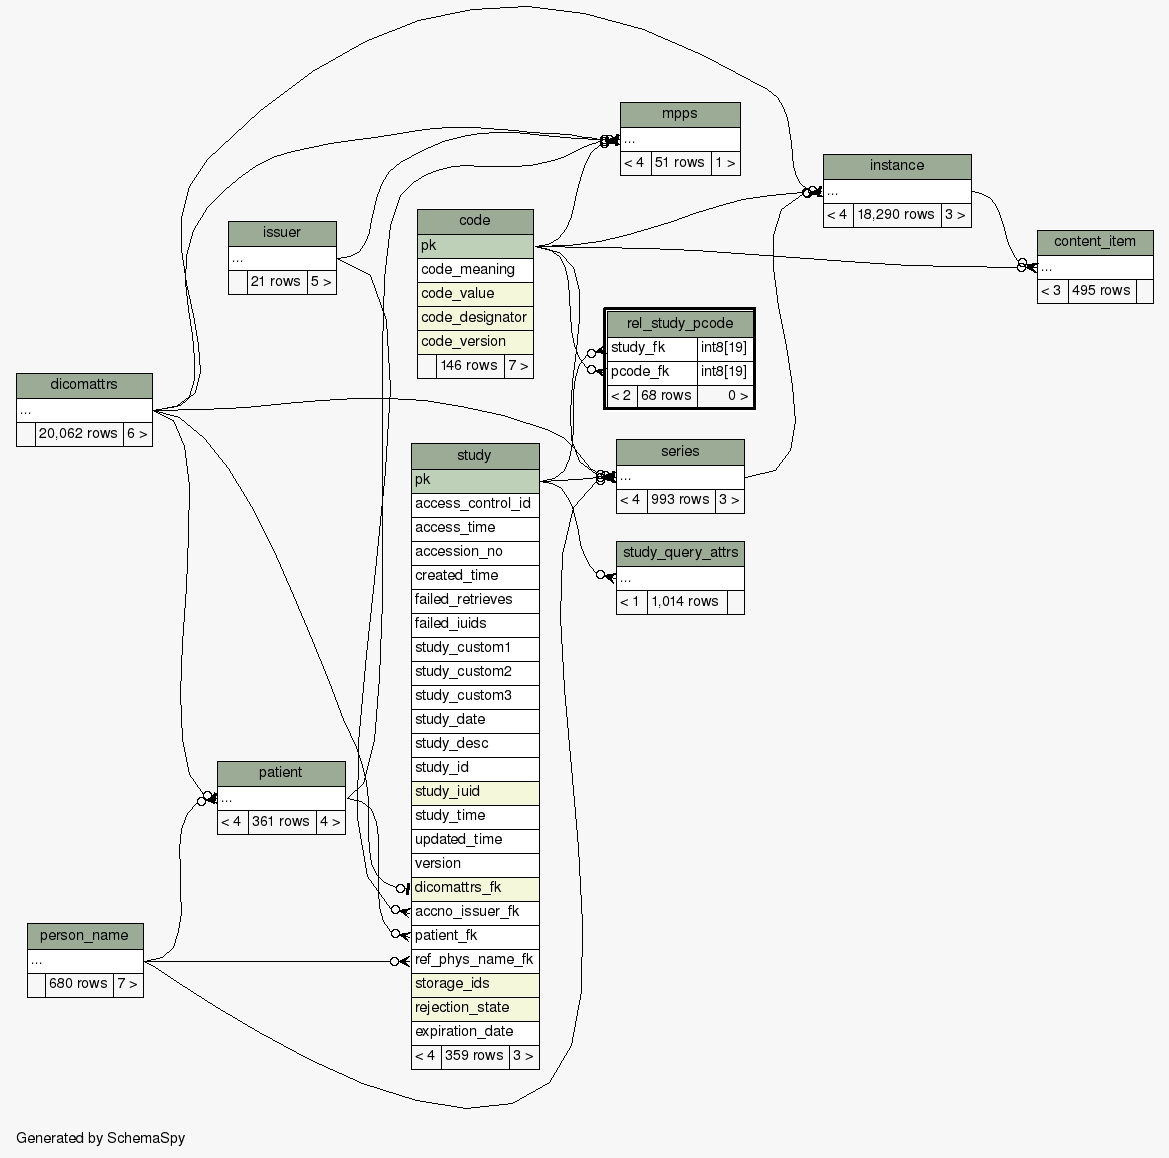 mpps
...
< 4 51 rows 1 >
instance
...
< 4 18,290 rows 3 >
issuer
...
21 rows 5 >
code
pk
code_meaning
code_value
code_designator
code_version
146 rows 7 >
content_item
...
< 3 495 rows
rel_study_pcode
study_fk int8[19]
pcode_fk int8[19]
< 2 68 rows 0 >
dicomattrs
...
20,062 rows 6 >
study
pk
access_control_id
access_time
accession_no
created_time
failed_retrieves
failed_iuids
study_custom1
study_custom2
study_custom3
study_date
study_desc
study_id
study_iuid
study_time
updated_time
version
dicomattrs_fk
accno_issuer_fk
patient_fk
ref_phys_name_fk
storage_ids
rejection_state
expiration_date
< 4 359 rows 3 >
series
...
< 4 993 rows 3 >
study_query_attrs
...
< 1 1,014 rows
patient
...
< 4 361 rows 4 >
person_name
...
680 rows 7 >
Generated by SchemaSpy